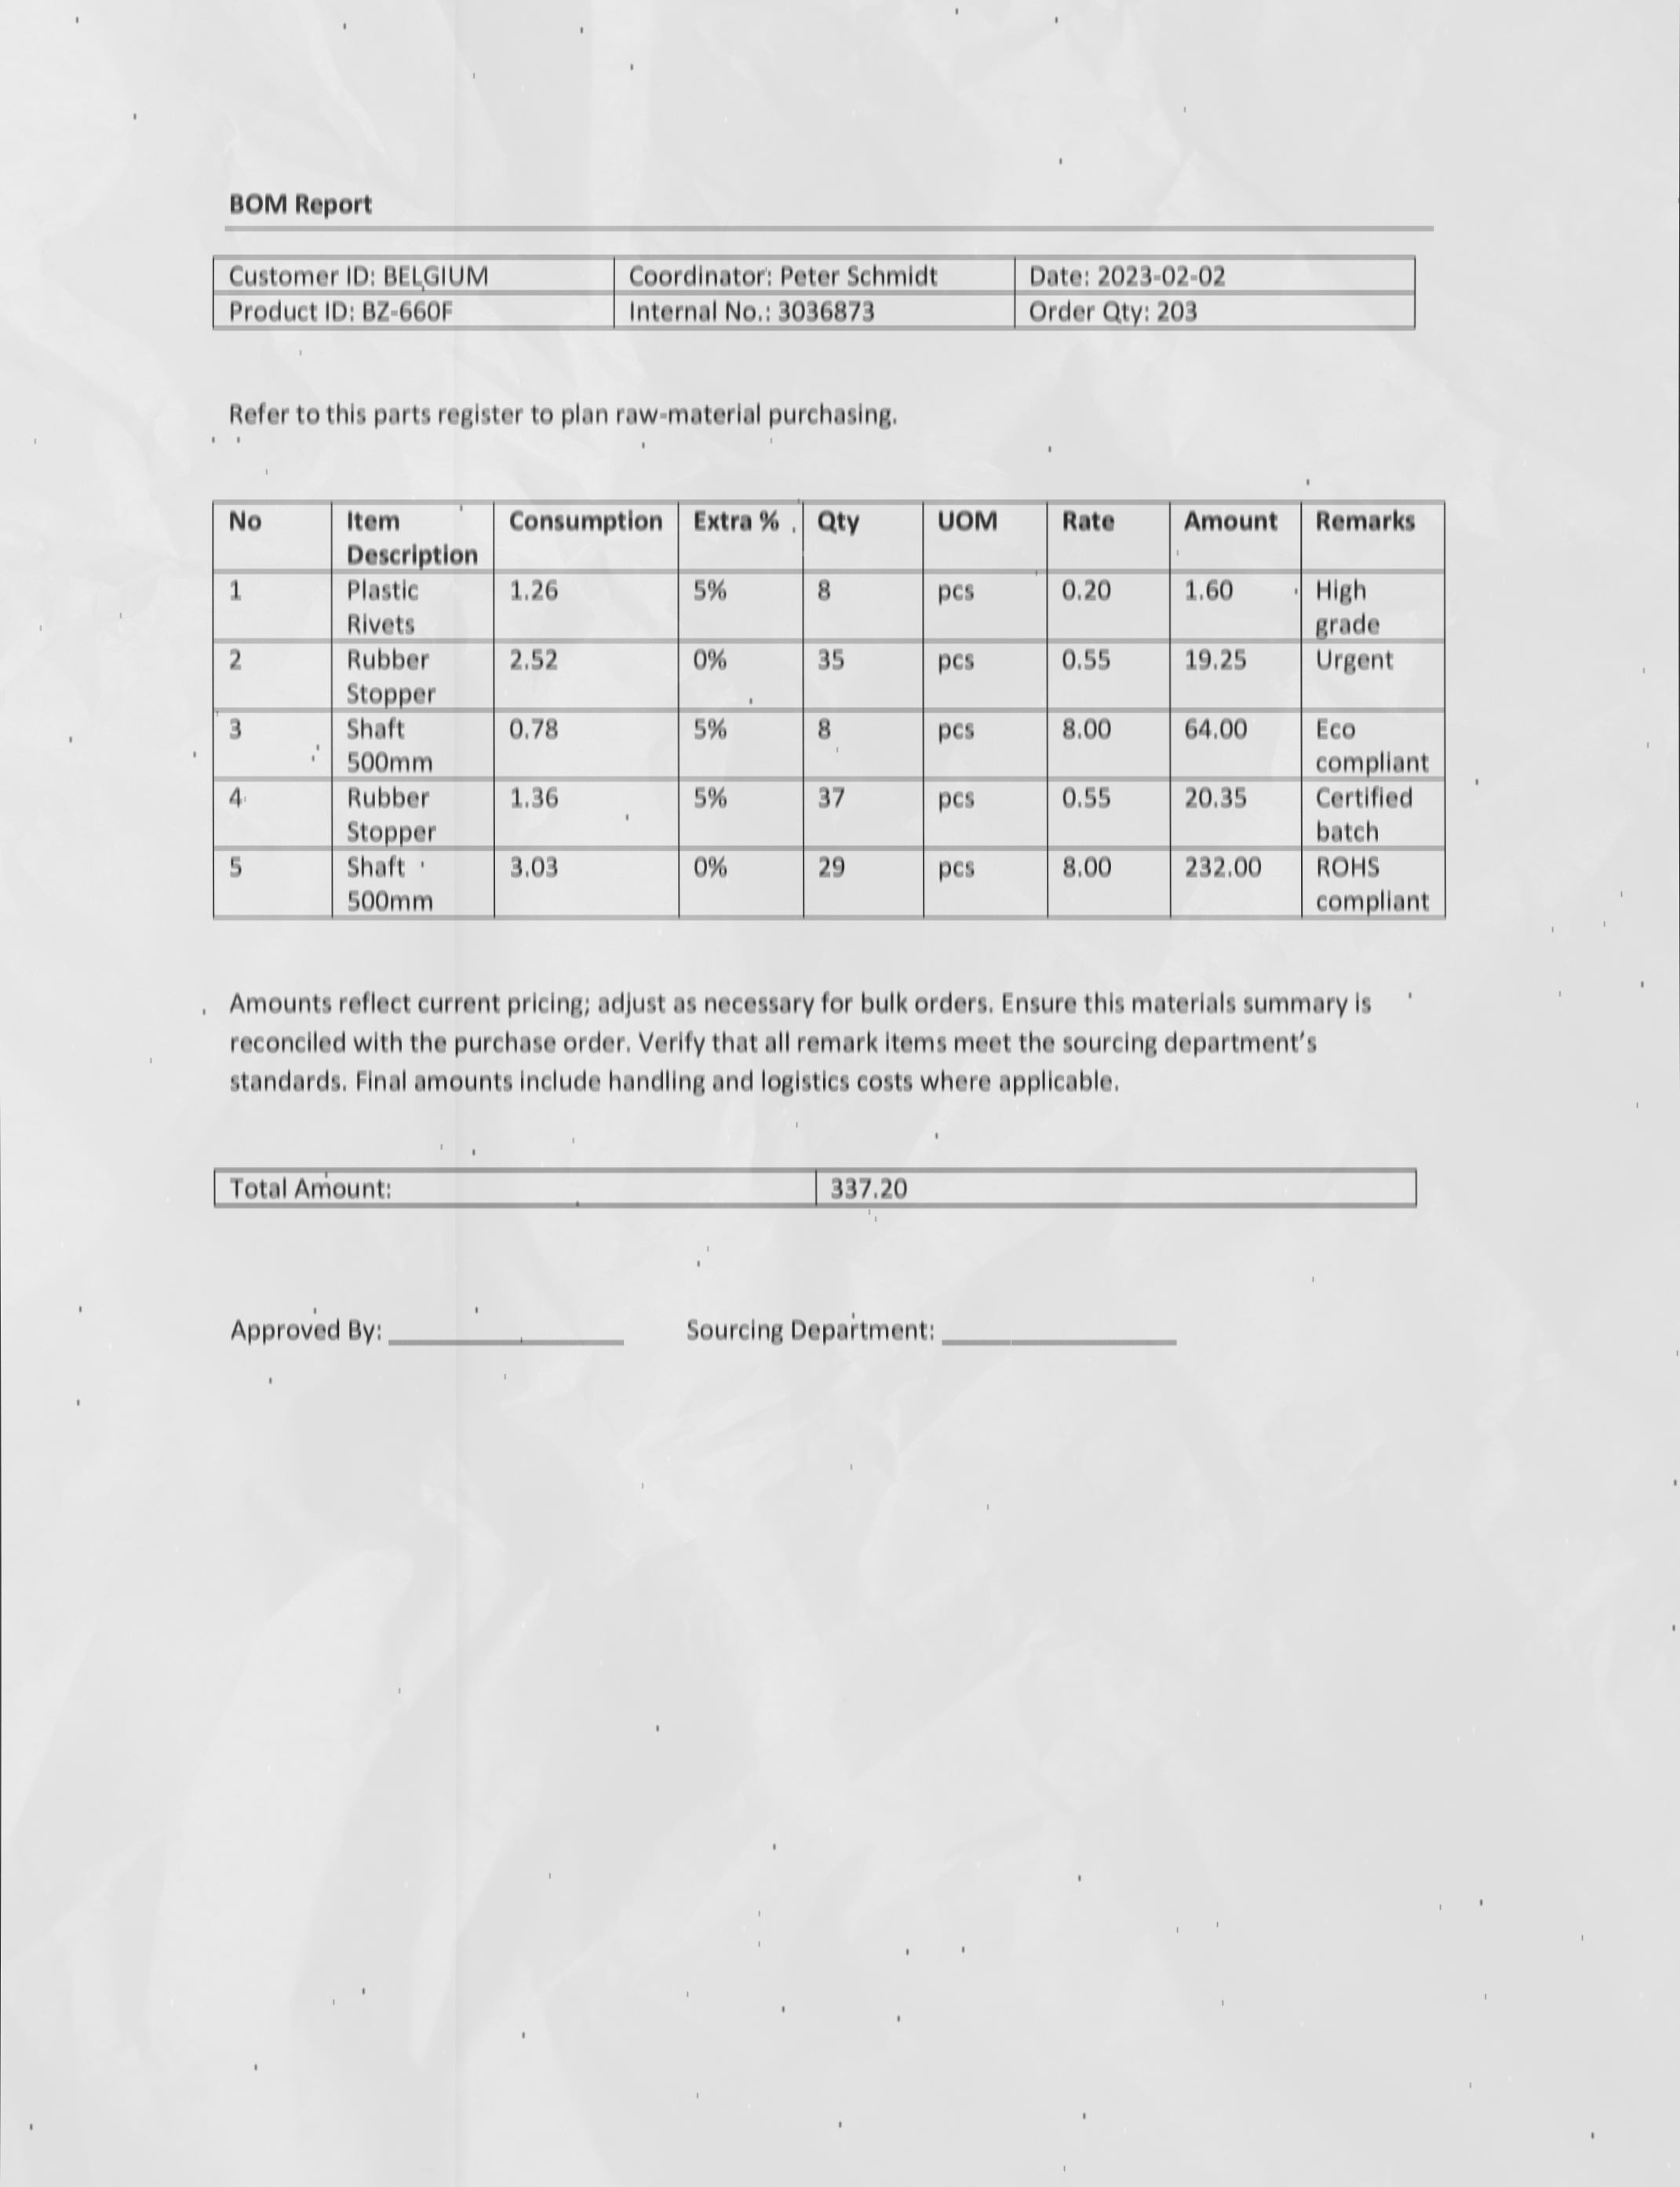 BOM Report
Customer ID: BELGIUM Coordinator: Peter Schmidt Date: 2023-02-02
Product ID: BZ-660F Internal No.: 3036873 Order Qty: 203
Refer to this parts register to plan raw-material purchasing.
No Item Description Consumption Extra % Qty UOM Rate Amount Remarks
1 Plastic Rivets 1.26 5% 8 pcs 0.20 1.60 High grade
2 Rubber Stopper 2.52 0% 35 pcs 0.55 19.25 Urgent
3 Shaft 500mm 0.78 5% 8 pcs 8.00 64.00 Eco compliant
4 Rubber Stopper 1.36 5% 37 pcs 0.55 20.35 Certified batch
5 Shaft 500mm 3.03 0% 29 pcs 8.00 232.00 ROHS compliant
Amounts reflect current pricing; adjust as necessary for bulk orders. Ensure this materials summary is
reconciled with the purchase order. Verify that all remark items meet the sourcing department's
standards. Final amounts include handling and logistics costs where applicable.
Total Amount: 337.20
Approved By: Sourcing Department: